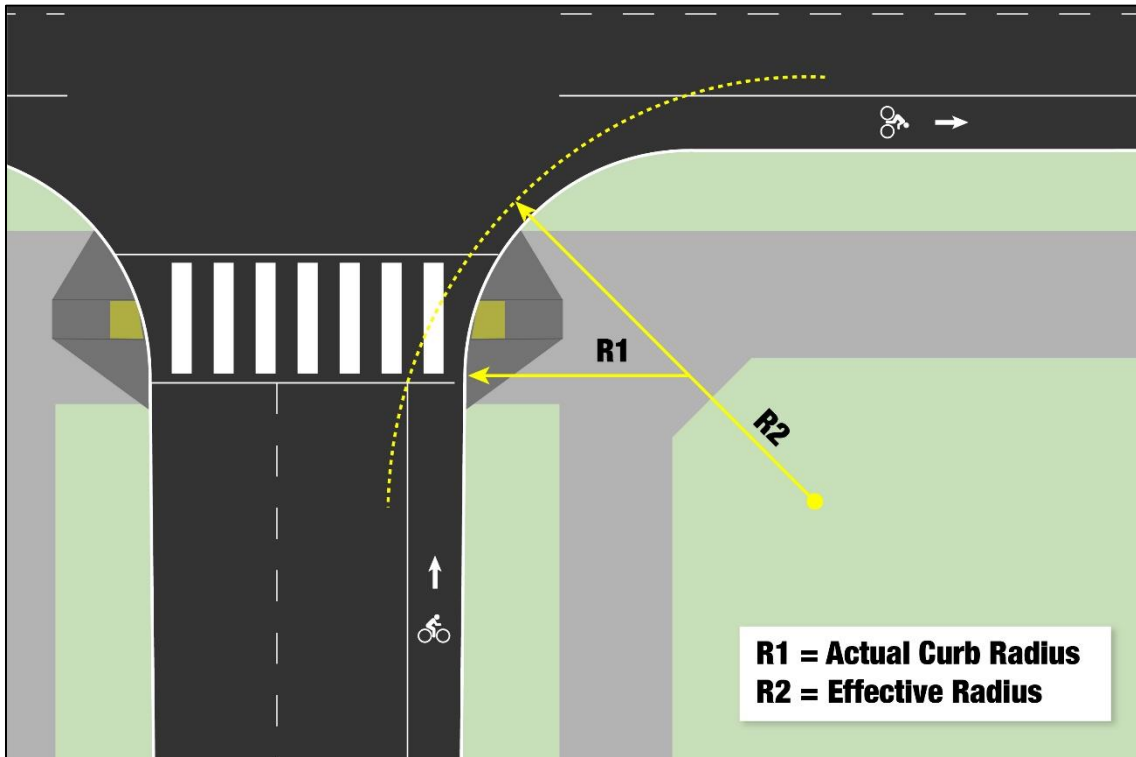 R1
R2
R1 = Actual Curb Radius
R2 = Effective Radius